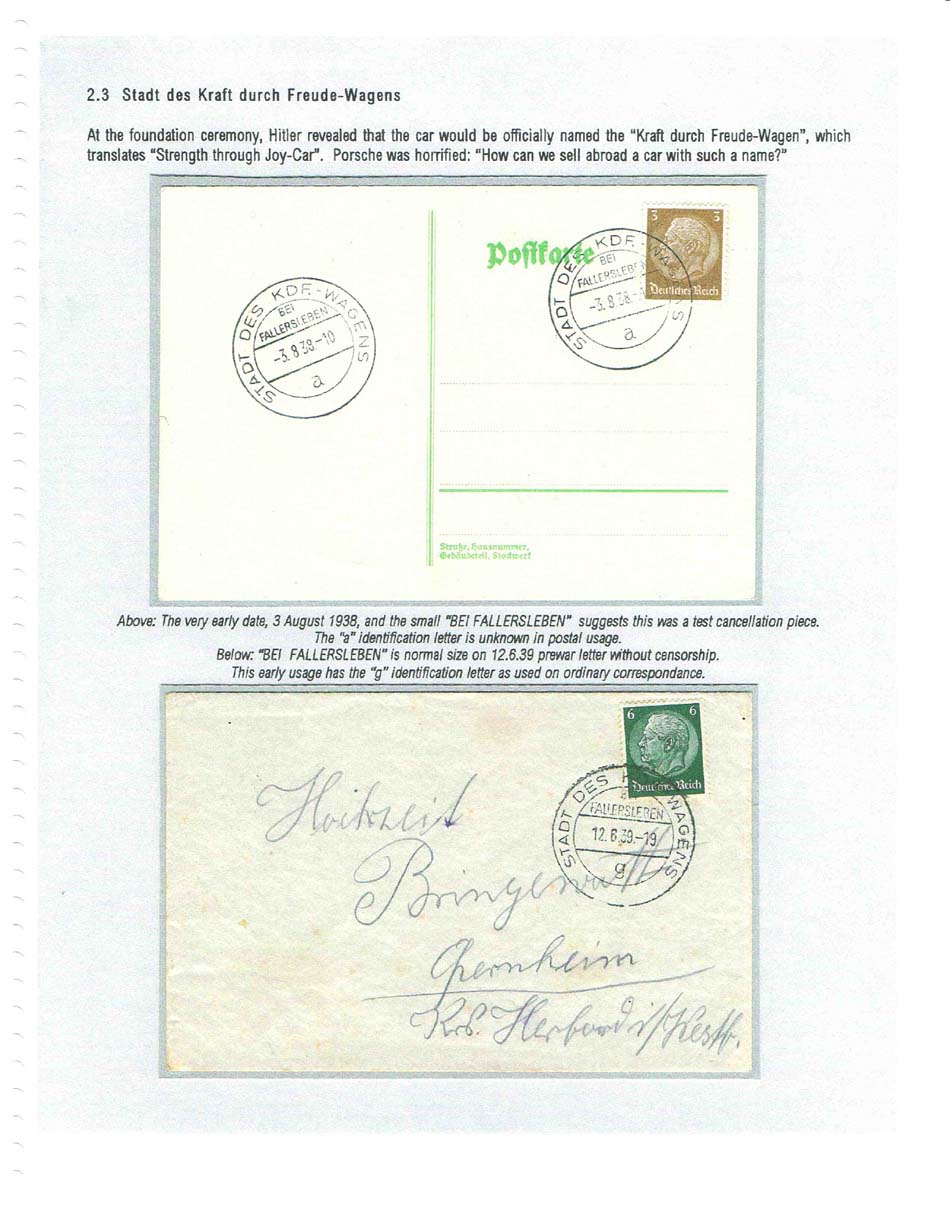 2.3 Stadt des Kraft durch Freude-Wagens
At the foundation ceremony, Hitler revealed that the car would be officially named the "Kraft durch Freude-Wagen", which
translates "Strength through Joy-Car". Porsche was horrified: "How can we sell abroad a car with such a name?"
3 3
Deutsches Reich
Postkarte
STADT DES KDF.-WAGENS
BEI
FALLERSLEBEN
-3.8.38.-
a
STADT DES KDF.-WAGENS
BEI
FALLERSLEBEN
-3.8.38.-10
a
Straße, Hausnummer,
Gebäudeteil, Stockwerk
Above: The very early date, 3 August 1938, and the small "BEI FALLERSLEBEN" suggests this was a test cancellation piece.
The "a" identification letter is unknown in postal usage.
Below: "BEI FALLERSLEBEN" is normal size on 12.6.39 prewar letter without censorship.
This early usage has the "g" identification letter as used on ordinary correspondence.
6 6
Deutsches Reich
STADT DES WAGENS
FALLERSLEBEN
12.6.39.-19
g
Hochzeit
Bringewatt
Gernheim
Krs. Herford i/Westf.